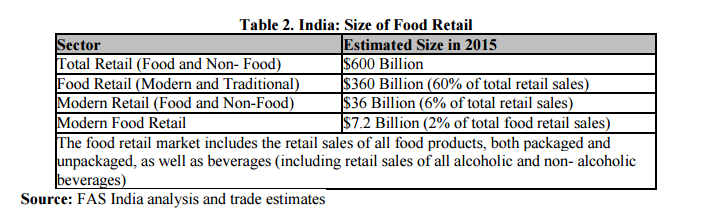 Table 2. India: Size of Food Retail
Sector Estimated Size in 2015
Total Retail (Food and Non- Food) $600 Billion
Food Retail (Modern and Traditional) $360 Billion (60% of total retail sales)
Modern Retail (Food and Non-Food) $36 Billion (6% of total retail sales)
Modern Food Retail $7.2 Billion (2% of total food retail sales)
The food retail market includes the retail sales of all food products, both packaged and
unpackaged, as well as beverages (including retail sales of all alcoholic and non- alcoholic
beverages)
Source: FAS India analysis and trade estimates